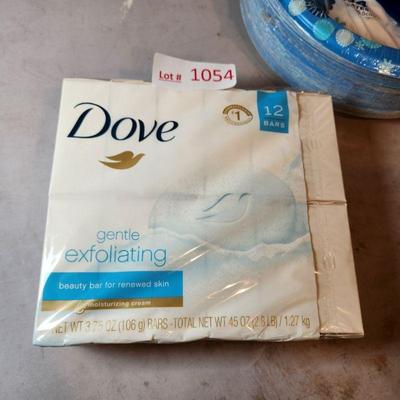 Lot # 1054
Dove
#1
12
BARS
gentle
exfoliating
beauty bar for renewed skin
moisturizing cream
NET WT 3.75 OZ (106 g) BARS - TOTAL NET WT 45 OZ (2.8 LB) / 1.27 kg